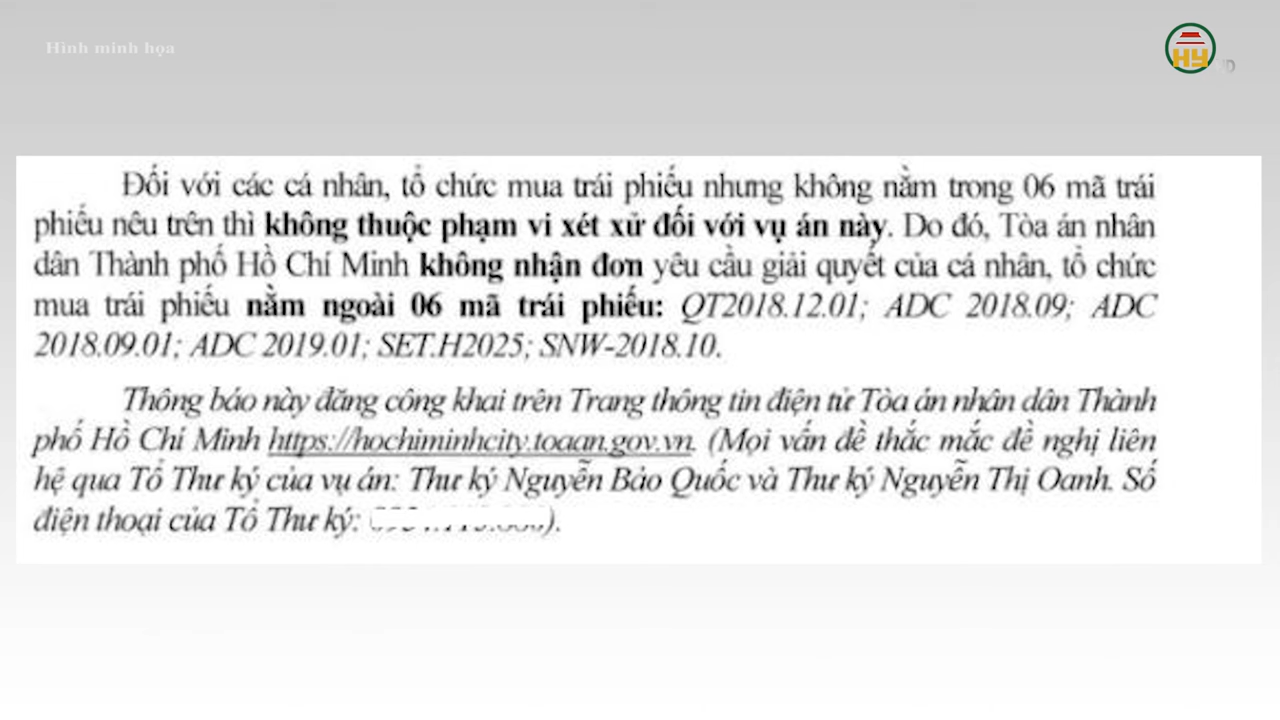 Hình minh họa
HY
Đối với các cá nhân, tổ chức mua trái phiếu nhưng không nằm trong 06 mã trái
phiếu nêu trên thì không thuộc phạm vi xét xử đối với vụ án này. Do đó, Tòa án nhân
dân Thành phố Hồ Chí Minh không nhận đơn yêu cầu giải quyết của cá nhân, tổ chức
mua trái phiếu nằm ngoài 06 mã trái phiếu: QT2018.12.01; ADC 2018.09; ADC
2018.09.01; ADC 2019.01; SET.H2025; SNW-2018.10.
Thông báo này đăng công khai trên Trang thông tin điện tử Tòa án nhân dân Thành
phố Hồ Chí Minh https://hochiminhcity.toaan.gov.vn. (Mọi vấn đề thắc mắc đề nghị liên
hệ qua Tổ Thư ký của vụ án: Thư ký Nguyễn Bảo Quốc và Thư ký Nguyễn Thị Oanh. Số
điện thoại của Tổ Thư ký: ).